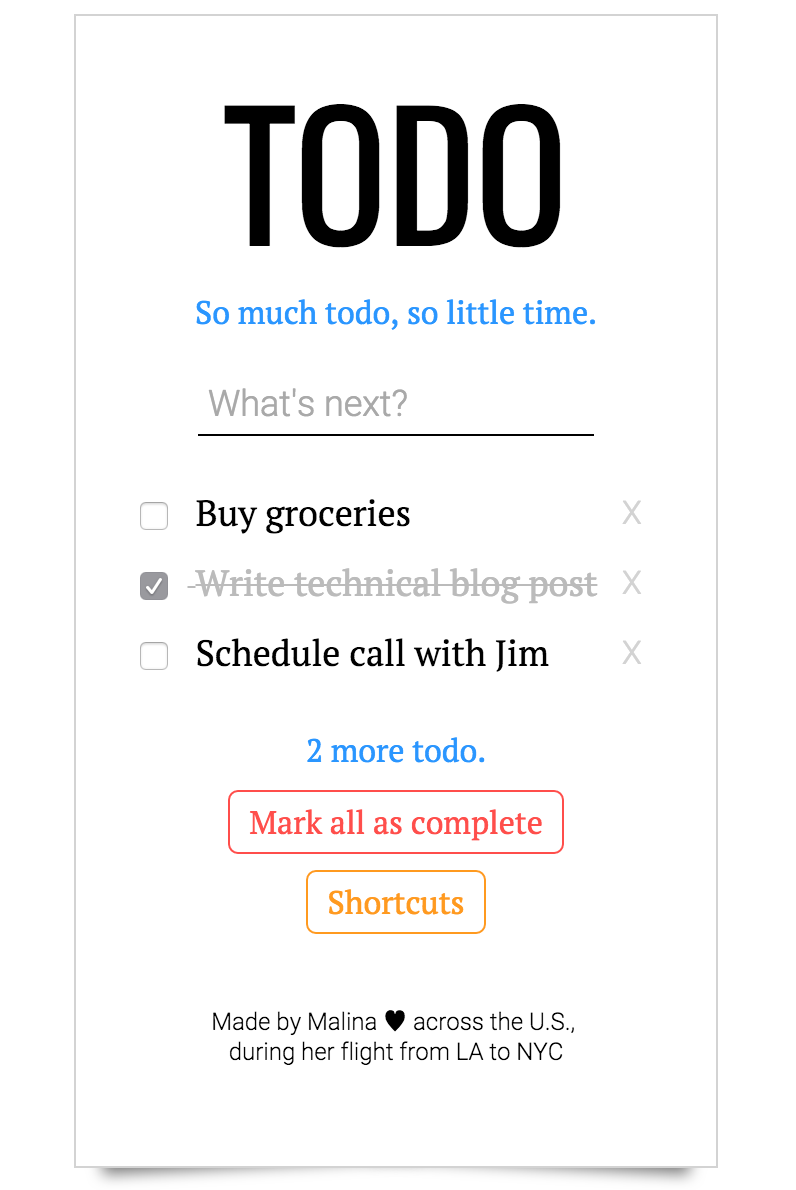 TODO
So much todo, so little time.
What's next?
Buy groceries X
Write technical blog post X
Schedule call with Jim X
2 more todo.
Mark all as complete
Shortcuts
Made by Malina ♥ across the U.S.,
during her flight from LA to NYC